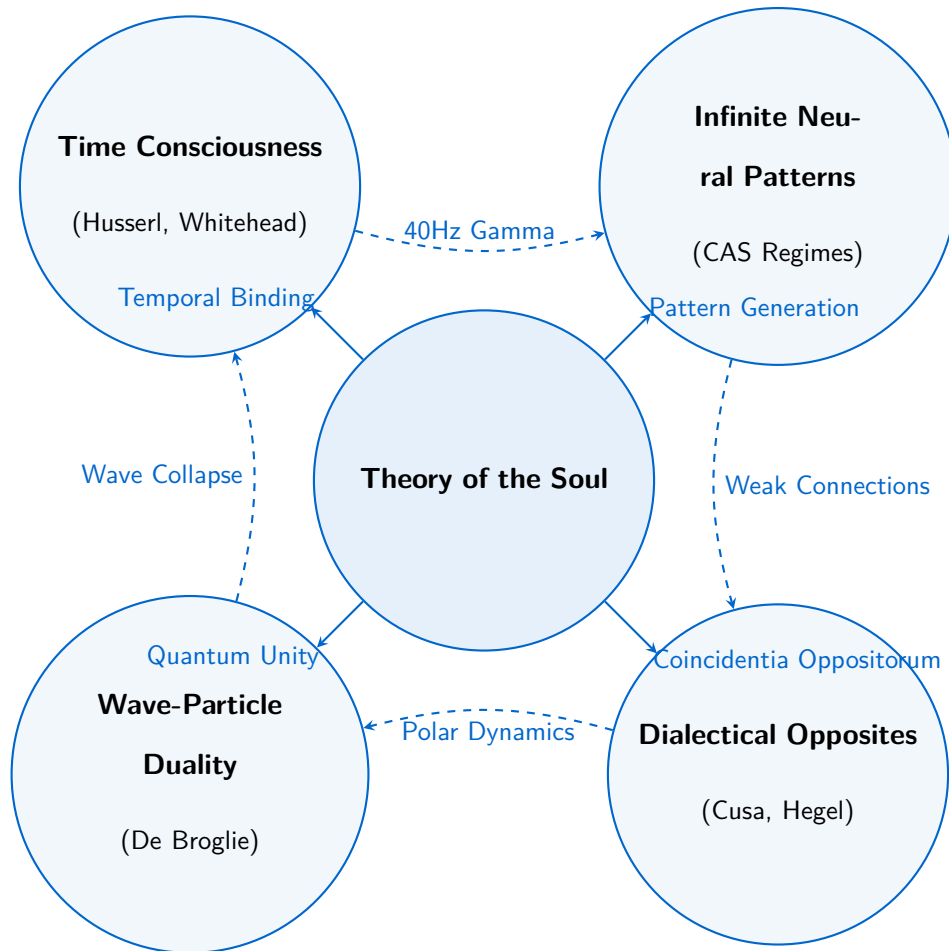 Time Consciousness
(Husserl, Whitehead)
Temporal Binding
40Hz Gamma
Infinite Neu-
ral Patterns
(CAS Regimes)
Pattern Generation
Wave Collapse
Theory of the Soul
Weak Connections
Quantum Unity
Wave-Particle
Duality
(De Broglie)
Polar Dynamics
Coincidentia Oppositorum
Dialectical Opposites
(Cusa, Hegel)